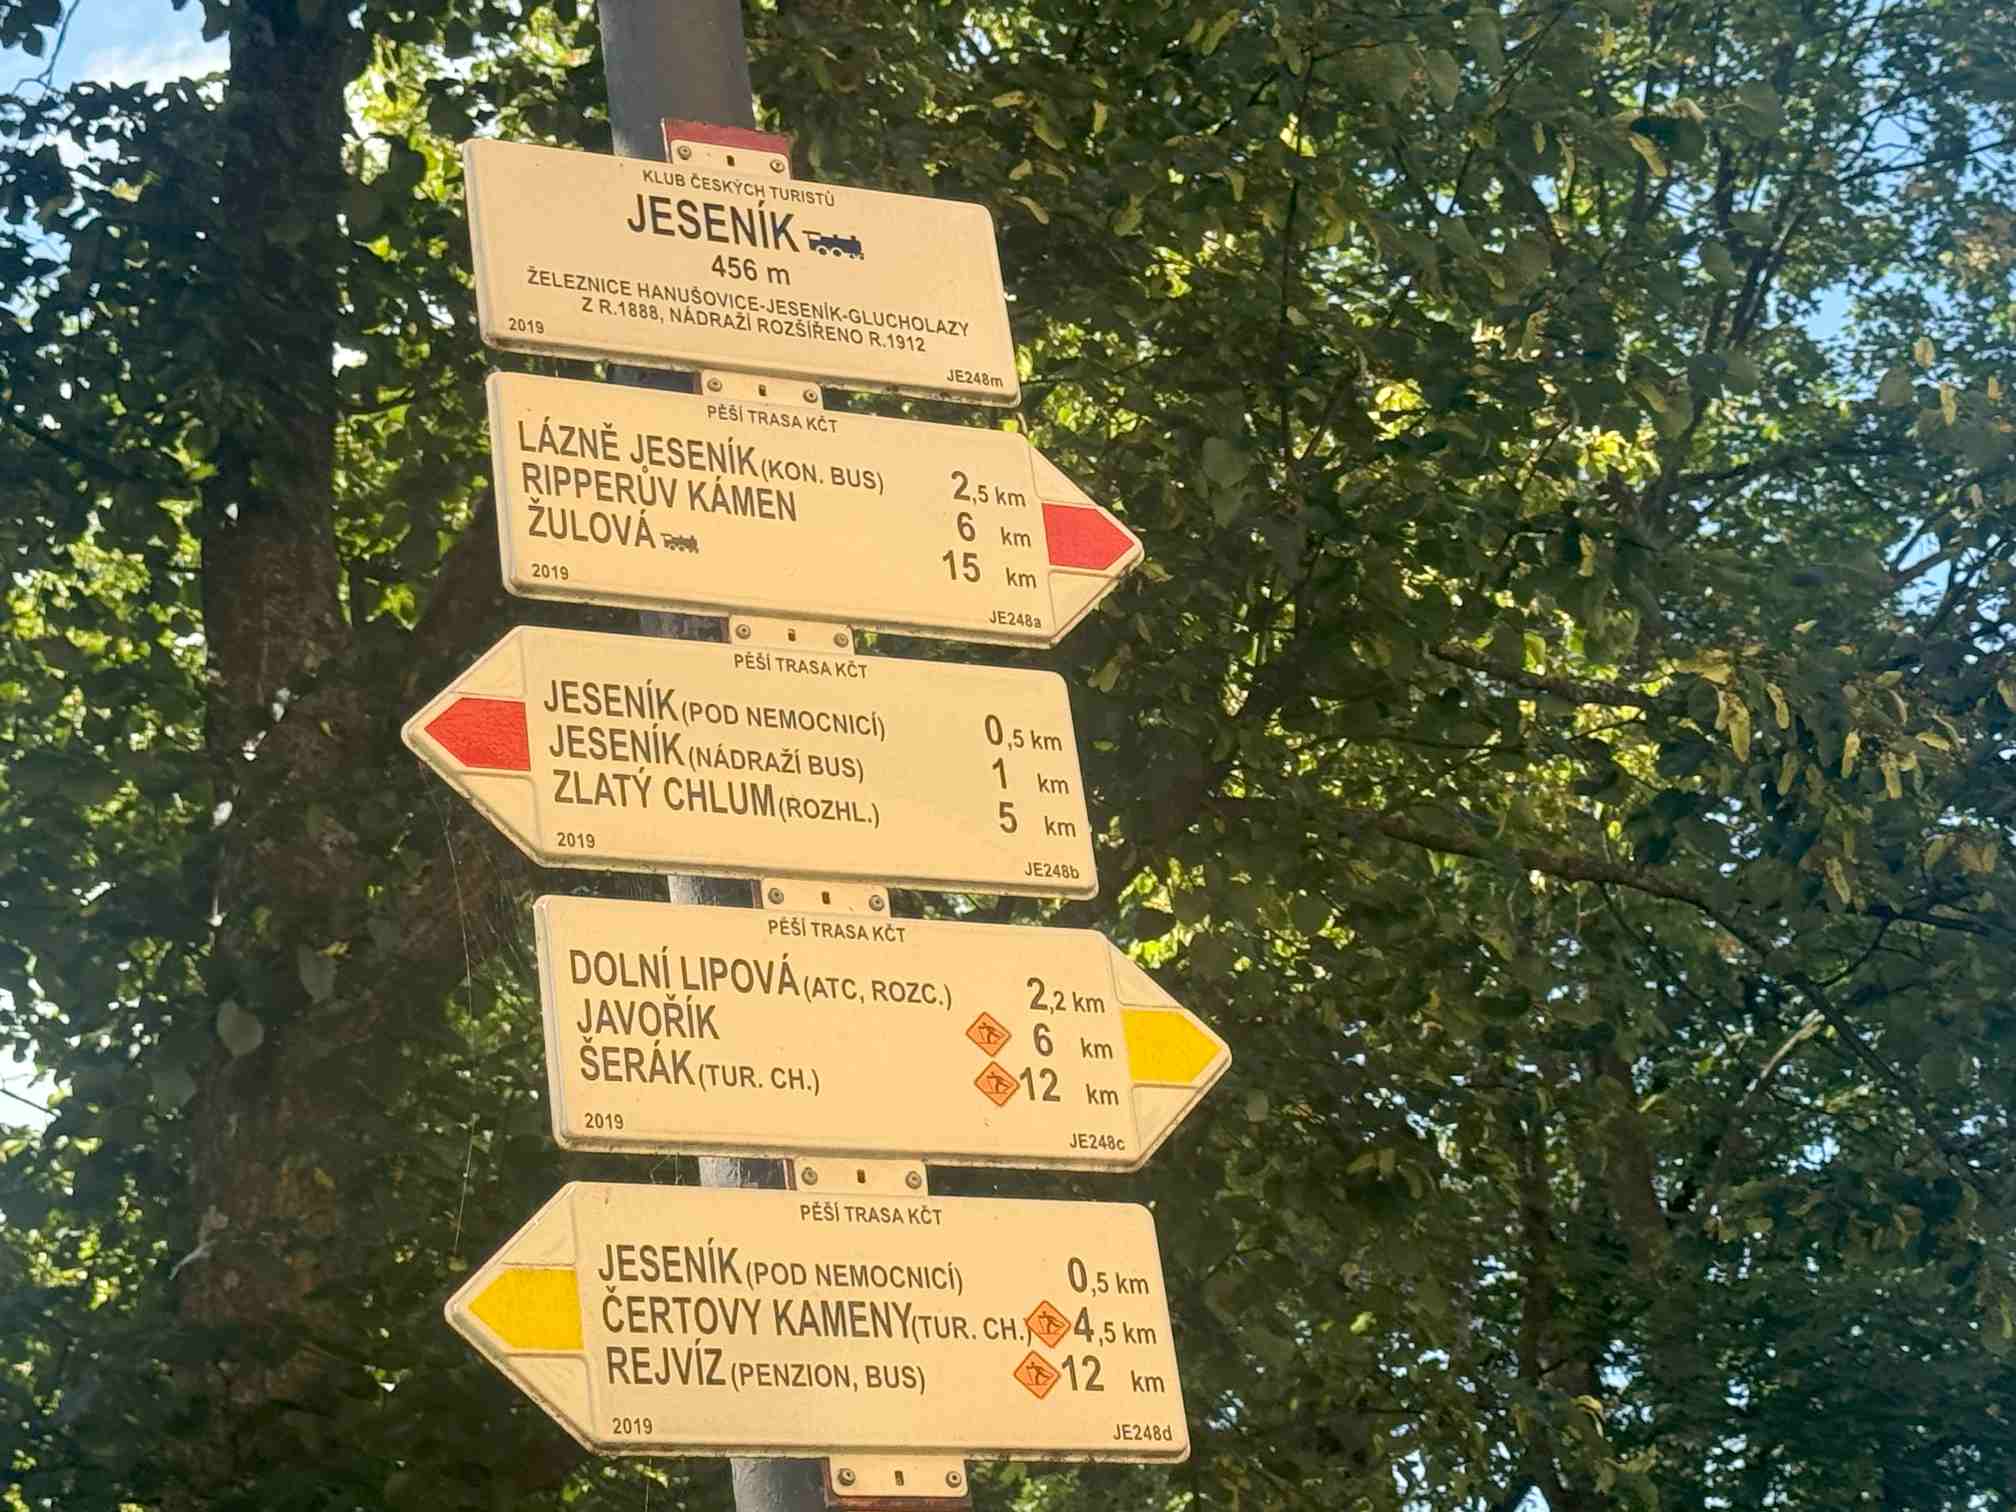 KLUB ČESKÝCH TURISTŮ
JESENÍK
456 m
ŽELEZNICE HANUŠOVICE-JESENÍK-GLUCHOLAZY
Z R.1888, NÁDRAŽÍ ROZŠÍŘENO R.1912
2019 JE248m
PĚŠÍ TRASA KČT
LÁZNĚ JESENÍK (KON. BUS) 2,5 km
RIPPERŮV KÁMEN 6 km
ŽULOVÁ 15 km
2019 JE248a
PĚŠÍ TRASA KČT
JESENÍK (POD NEMOCNICÍ) 0,5 km
JESENÍK (NÁDRAŽÍ BUS) 1 km
ZLATÝ CHLUM (ROZHL.) 5 km
2019 JE248b
PĚŠÍ TRASA KČT
DOLNÍ LIPOVÁ (ATC, ROZC.) 2,2 km
JAVOŘÍK 6 km
ŠERÁK (TUR. CH.) 12 km
2019 JE248c
PĚŠÍ TRASA KČT
JESENÍK (POD NEMOCNICÍ) 0,5 km
ČERTOVY KAMENY (TUR. CH.) 4,5 km
REJVÍZ (PENZION, BUS) 12 km
2019 JE248d